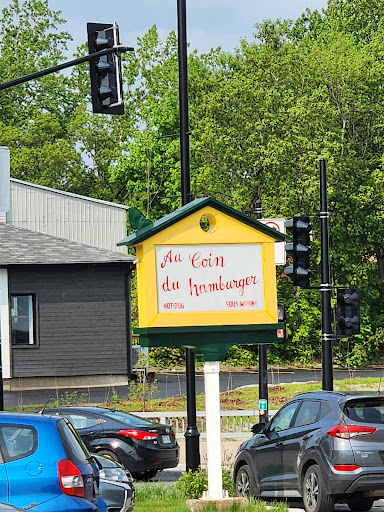 Au Coin
du hamburger
HOT-DOG SOUS-MARINS